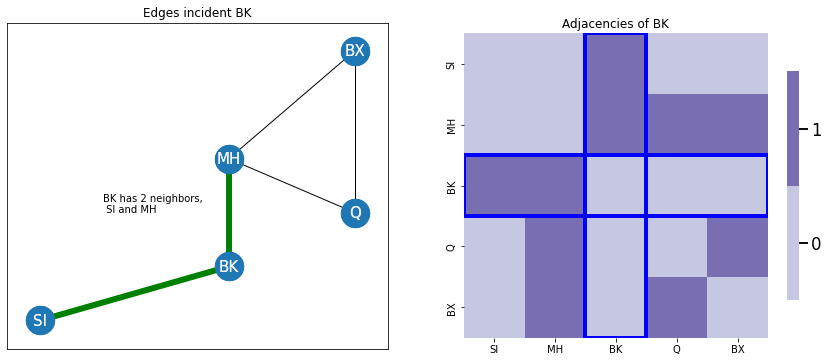 Edges incident BK
BX
MH
BK has 2 neighbors,
SI and MH
Q
BK
SI
Adjacencies of BK
SI
MH
BK
Q
BX
SI MH BK Q BX
1
0